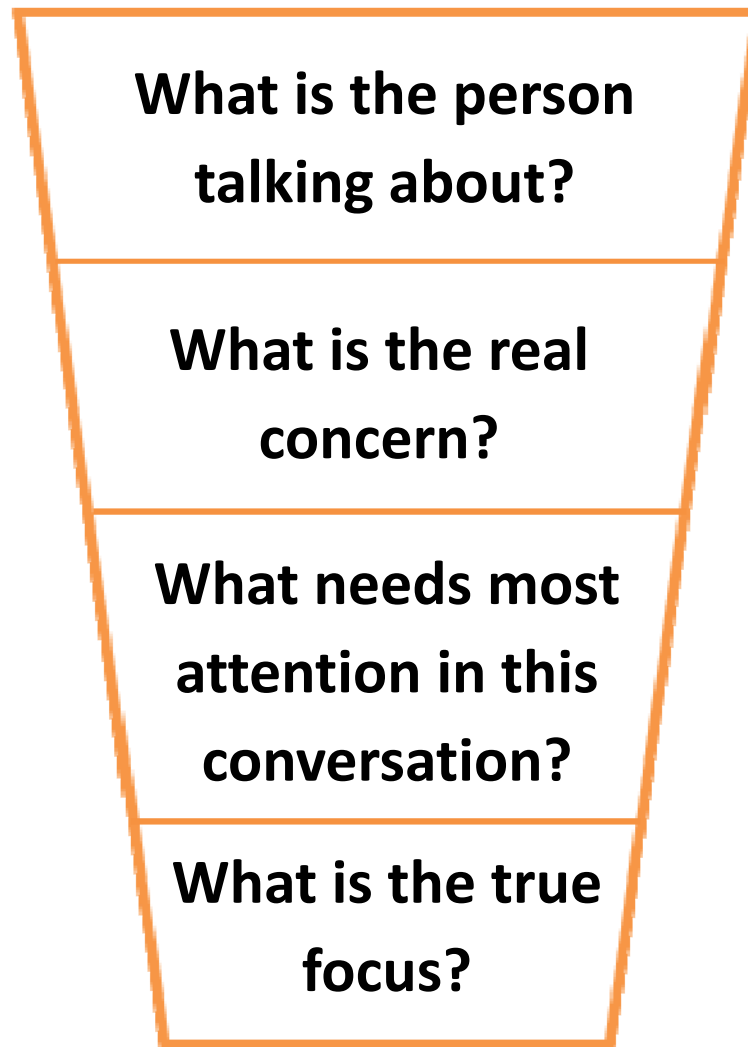 What is the person
talking about?
What is the real
concern?
What needs most
attention in this
conversation?
What is the true
focus?